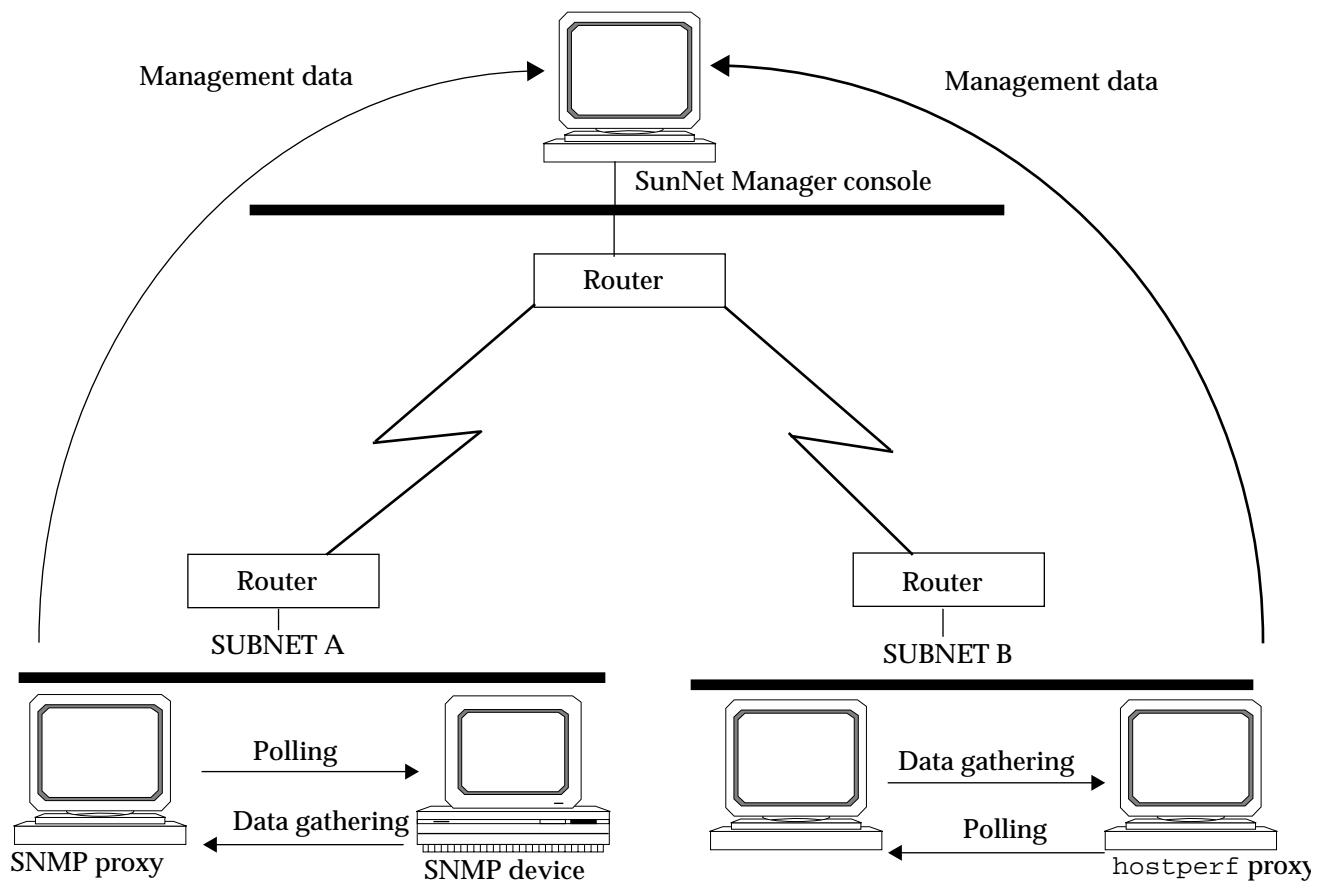 Management data
Management data
SunNet Manager console
Router
Router
Router
SUBNET A
SUBNET B
Polling
Data gathering
Data gathering
Polling
SNMP proxy
SNMP device
hostperf proxy